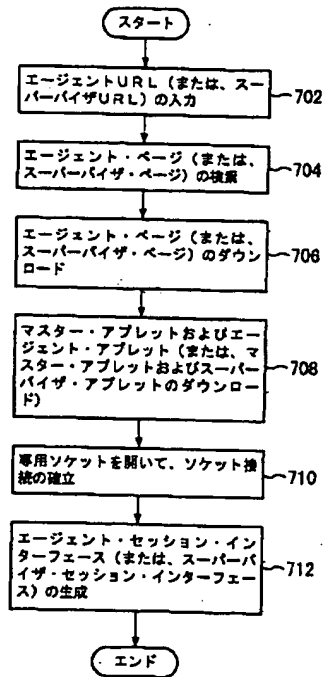 スタート
エージェントURL(または、スー
パーバイザURL)の入力
702
エージェント・ページ(または、
スーパーバイザ・ページ)の検索
704
エージェント・ページ(または、
スーパーバイザ・ページ)のダウン
ロード
706
マスター・アプレットおよびエー
ジェント・アプレット(または、マ
スター・アプレットおよびスーパー
バイザ・アプレットのダウンロー
ド)
708
専用ソケットを開いて、ソケット接
続の確立
710
エージェント・セッション・イン
ターフェース(または、スーパーバ
イザ・セッション・インターフェー
ス)の生成
712
エンド